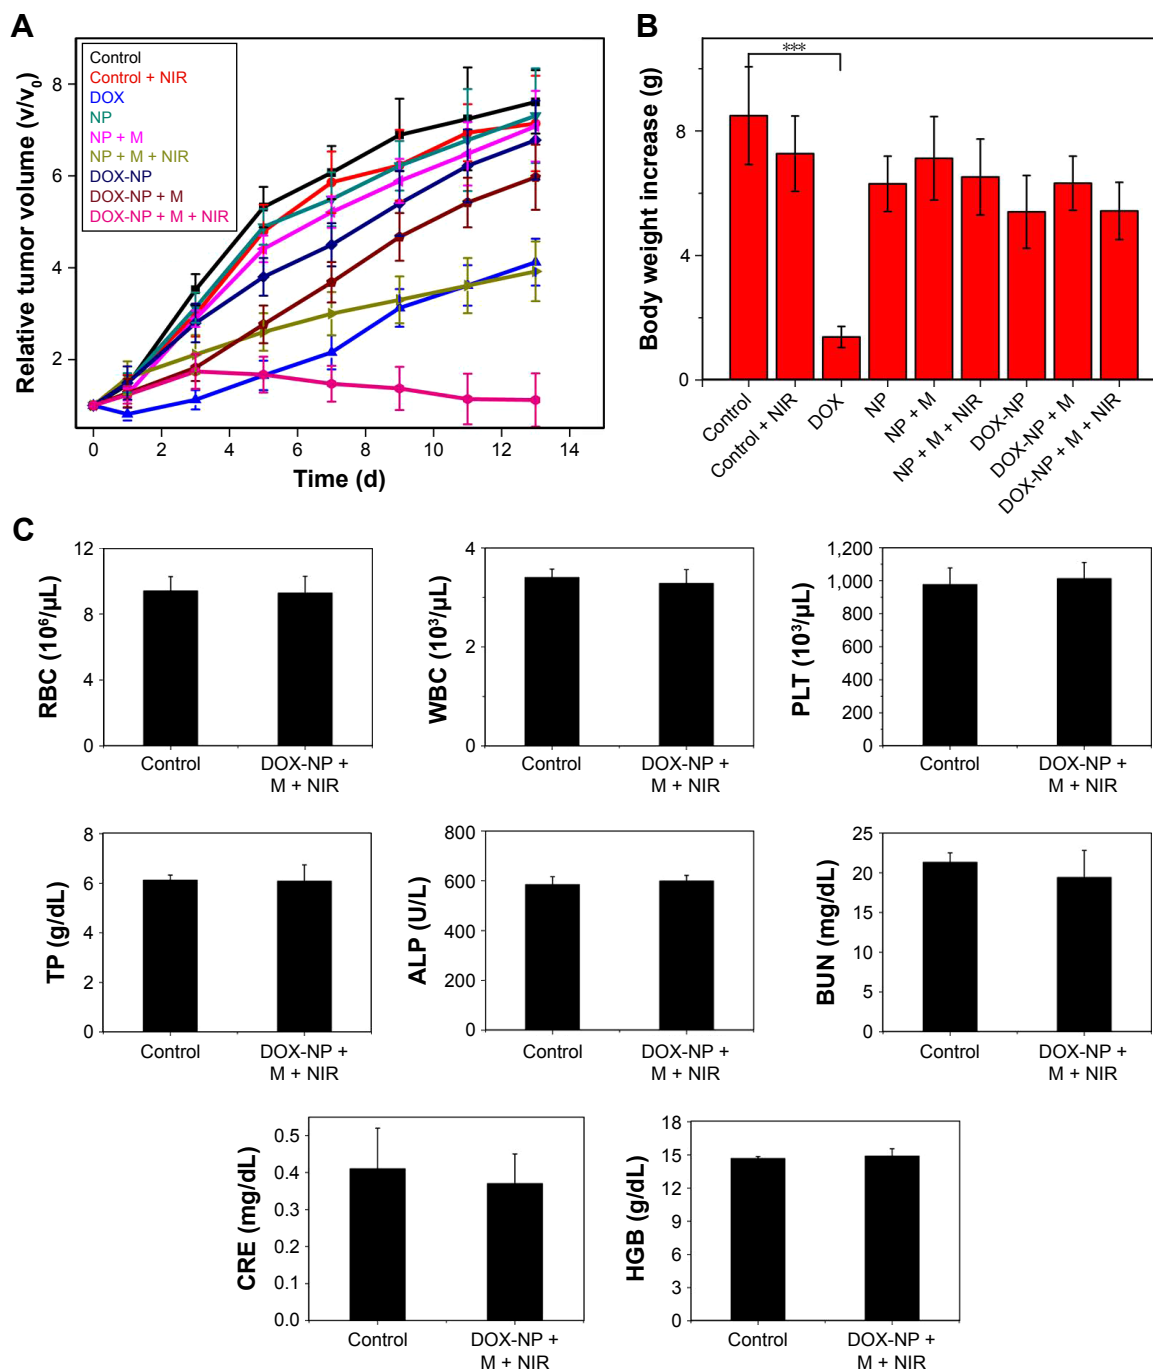 A
Relative tumor volume (v/v0)
8
6
4
2
Control
Control + NIR
DOX
NP
NP + M
NP + M + NIR
DOX-NP
DOX-NP + M
DOX-NP + M + NIR
0 2 4 6 8 10 12 14
Time (d)
B
Body weight increase (g)
8
4
0
***
Control
Control + NIR
DOX
NP
NP + M
NP + M + NIR
DOX-NP
DOX-NP + M
DOX-NP + M + NIR
C
RBC (10⁶/µL)
12
8
4
0
Control
DOX-NP +
M + NIR
WBC (10³/µL)
4
2
0
Control
DOX-NP +
M + NIR
PLT (10³/µL)
1,200
1,000
800
600
400
200
0
Control
DOX-NP +
M + NIR
TP (g/dL)
8
6
4
2
0
Control
DOX-NP +
M + NIR
ALP (U/L)
800
600
400
200
0
Control
DOX-NP +
M + NIR
BUN (mg/dL)
25
20
15
10
5
0
Control
DOX-NP +
M + NIR
CRE (mg/dL)
0.5
0.4
0.3
0.2
0.1
0.0
Control
DOX-NP +
M + NIR
HGB (g/dL)
18
15
12
9
6
3
0
Control
DOX-NP +
M + NIR